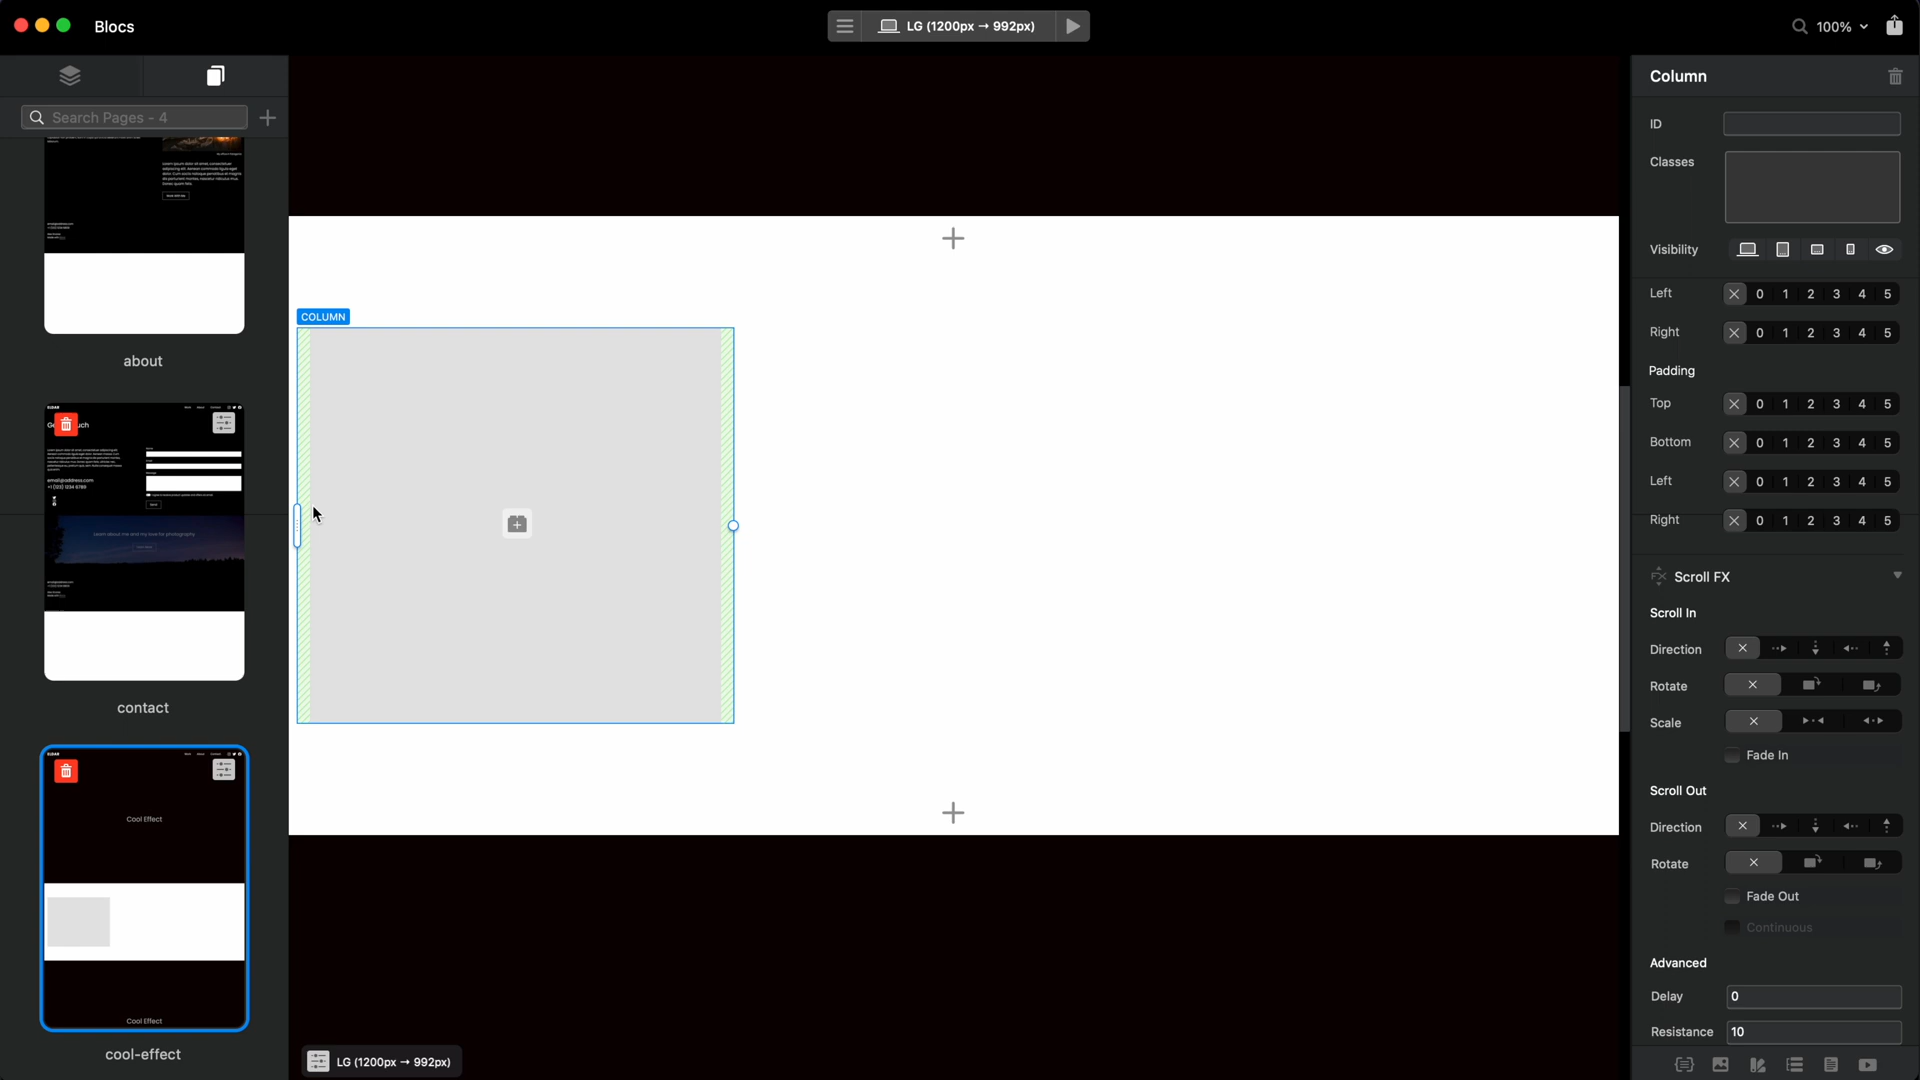 Blocs
LG (1200px → 992px)
100%
Search Pages - 4
about
contact
Cool Effect
Cool Effect
cool-effect
COLUMN
LG (1200px → 992px)
Column
ID
Classes
Visibility
Left 0 1 2 3 4 5
Right 0 1 2 3 4 5
Padding
Top 0 1 2 3 4 5
Bottom 0 1 2 3 4 5
Left 0 1 2 3 4 5
Right 0 1 2 3 4 5
Scroll FX
Scroll In
Direction
Rotate
Scale
Fade In
Scroll Out
Direction
Rotate
Fade Out
Continuous
Advanced
Delay 0
Resistance 10